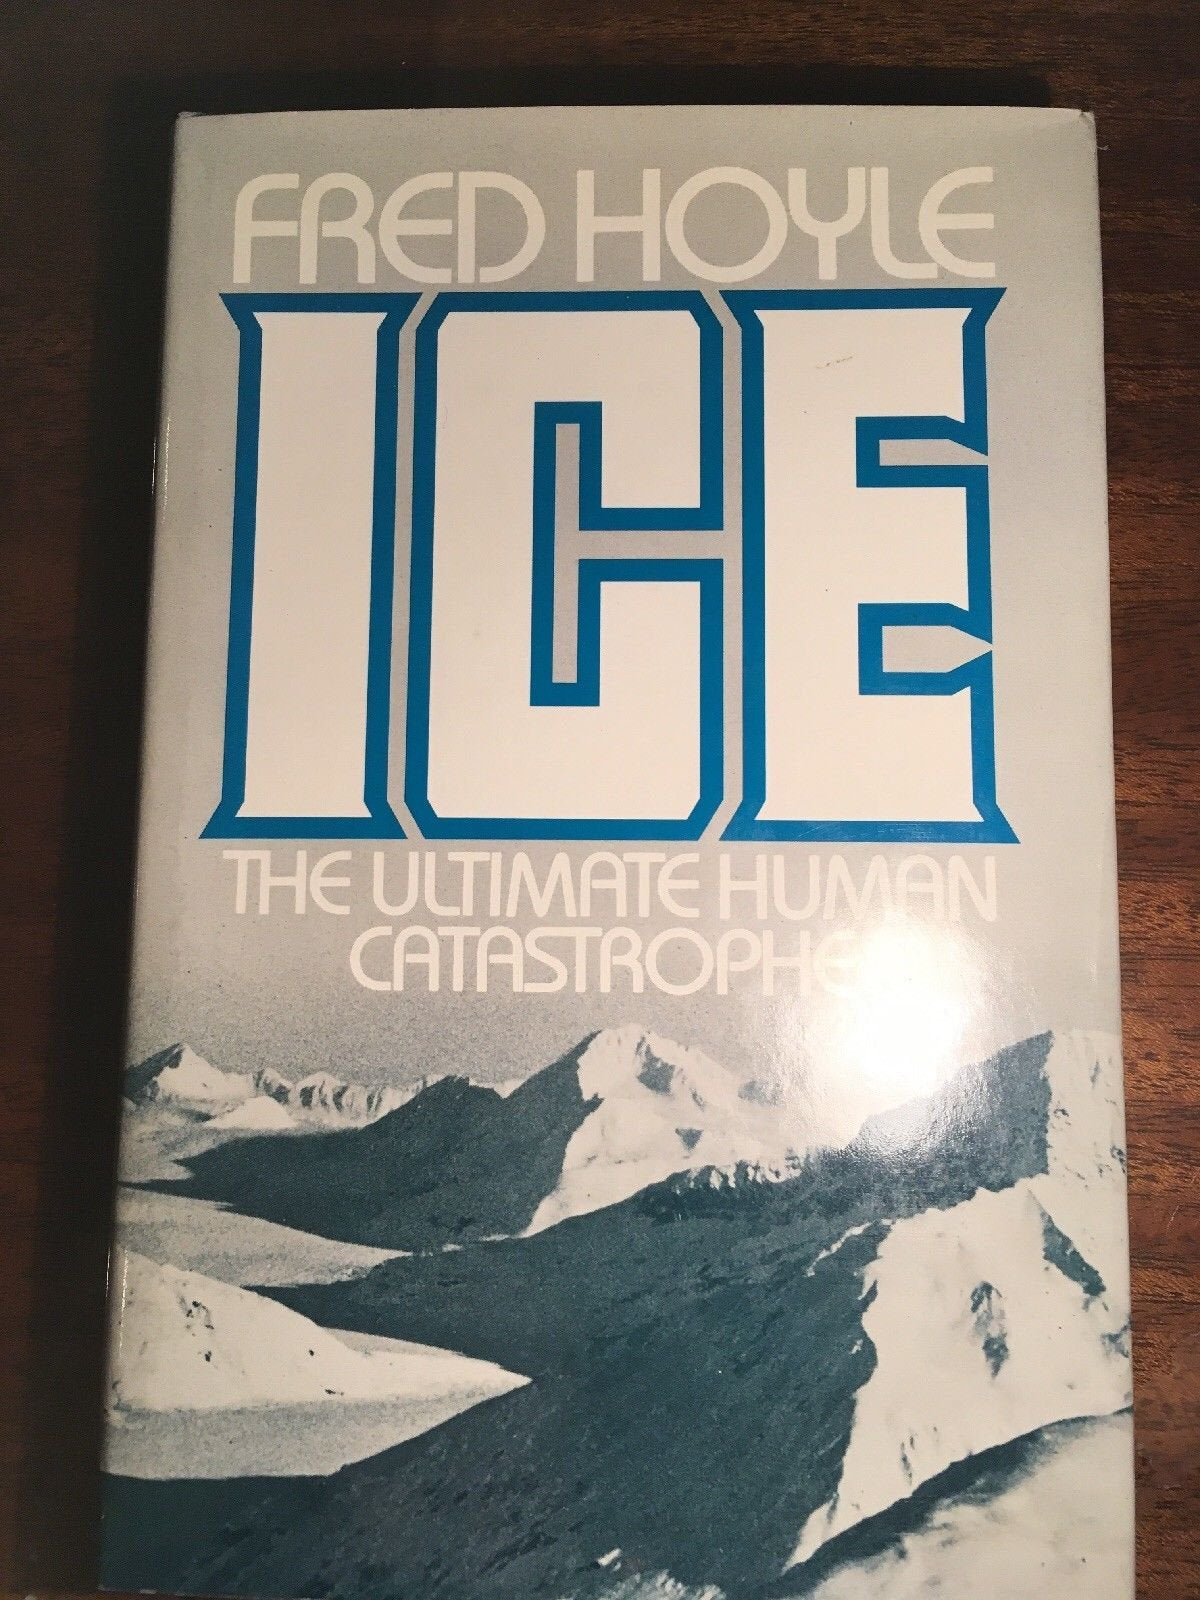 FRED HOYLE
ICE
THE ULTIMATE HUMAN
CATASTROPHE